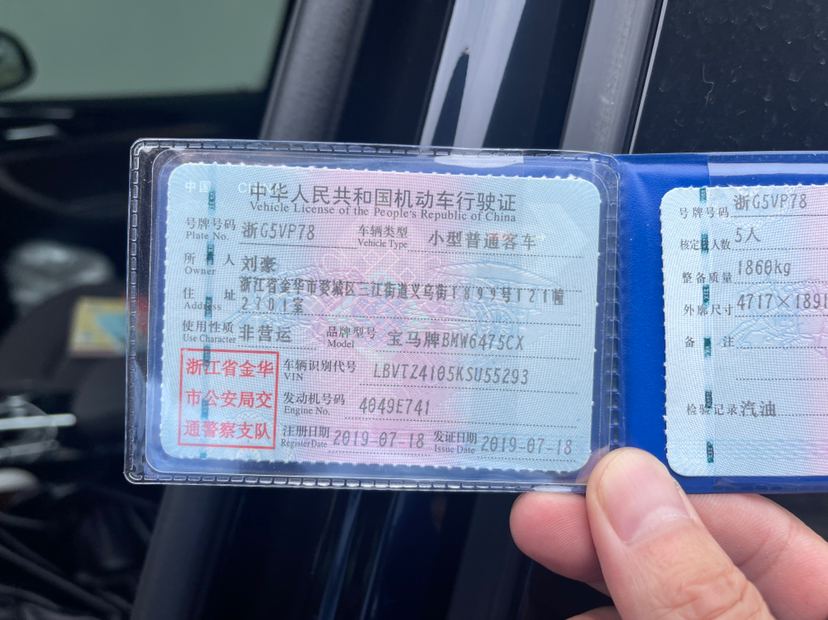 中国 CHINA
中华人民共和国机动车行驶证
Vehicle License of the People's Republic of China
号牌号码 浙G5VP78 车辆类型 小型普通客车
Plate No. Vehicle Type
所有人 刘豪
Owner
住址 浙江省金华市婺城区三江街道义乌街1899号121幢
Address 2701室
使用性质 非营运 品牌型号 宝马牌BMW6475CX
Use Character Model
浙江省金华
市公安局交
通警察支队
车辆识别代号 LBVTZ4105KSU55293
VIN
发动机号码 4049E741
Engine No.
注册日期 2019-07-18 发证日期 2019-07-18
Register Date Issue Date
号牌号码 浙G5VP78
核定载人数 5人
整备质量 1860kg
外廓尺寸 4717×1891
备注
检验记录 汽油